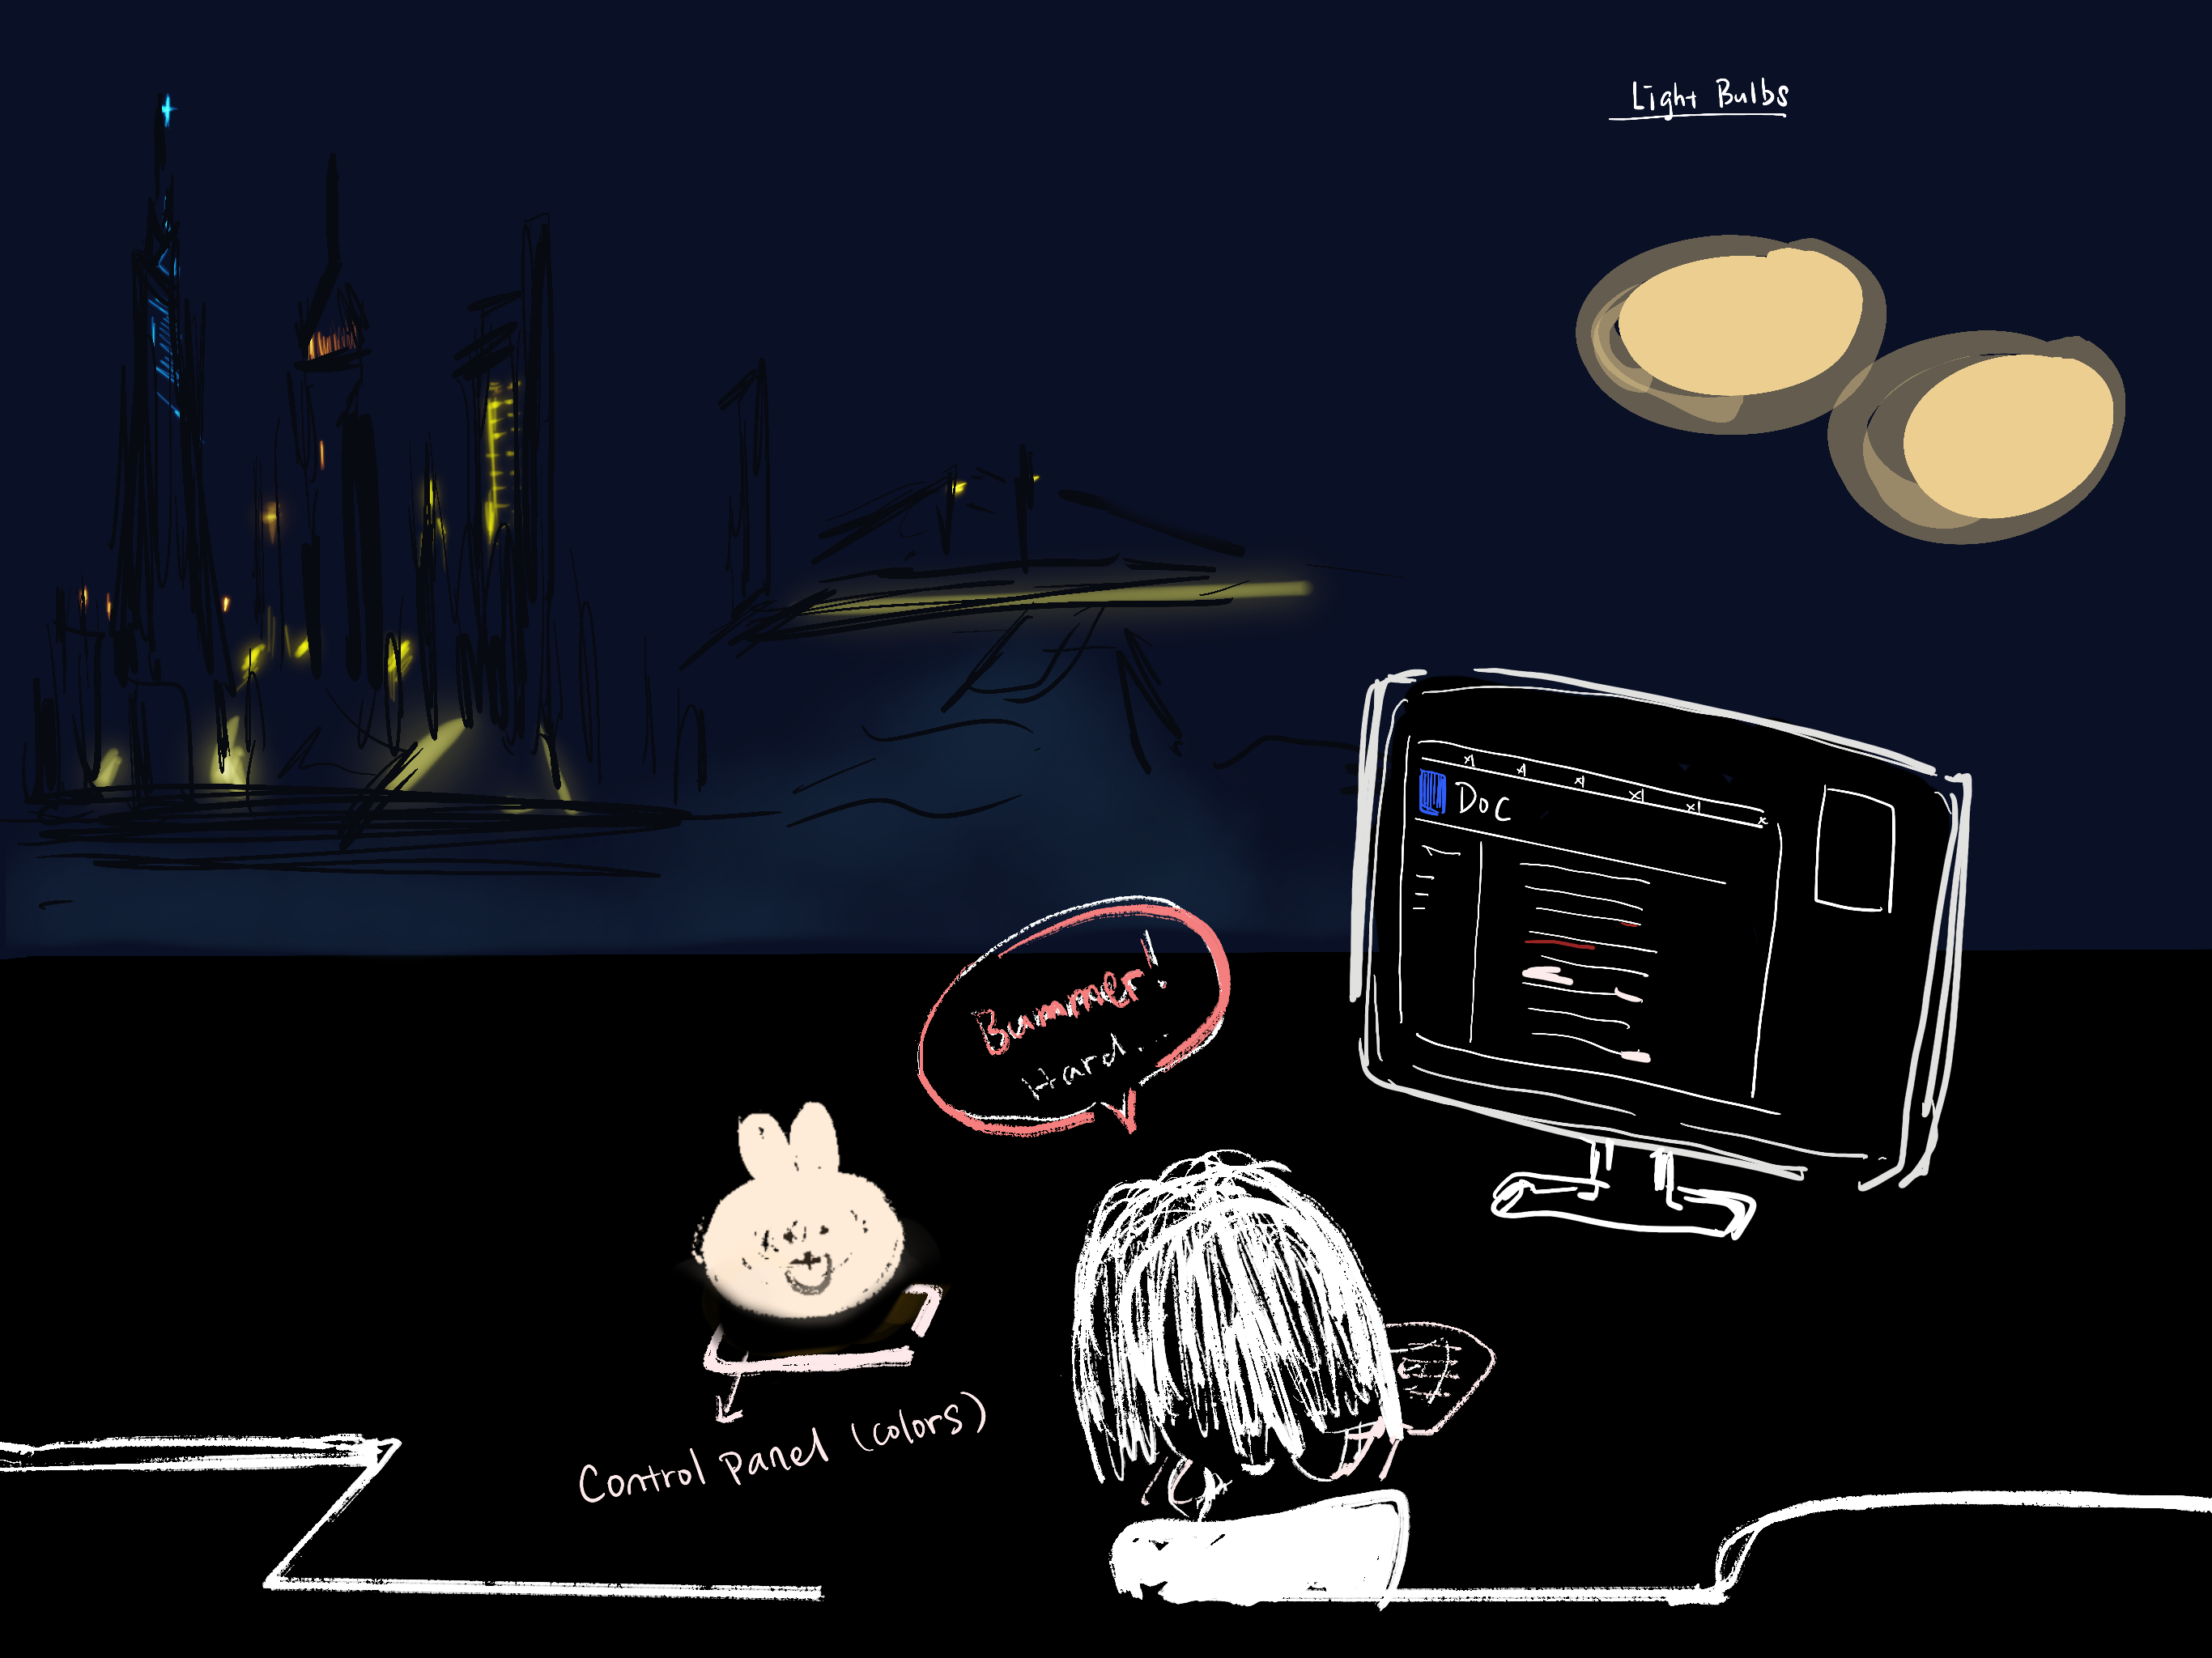 Light Bulbs
Doc
Bummer!
Hard...
Control Panel (colors)